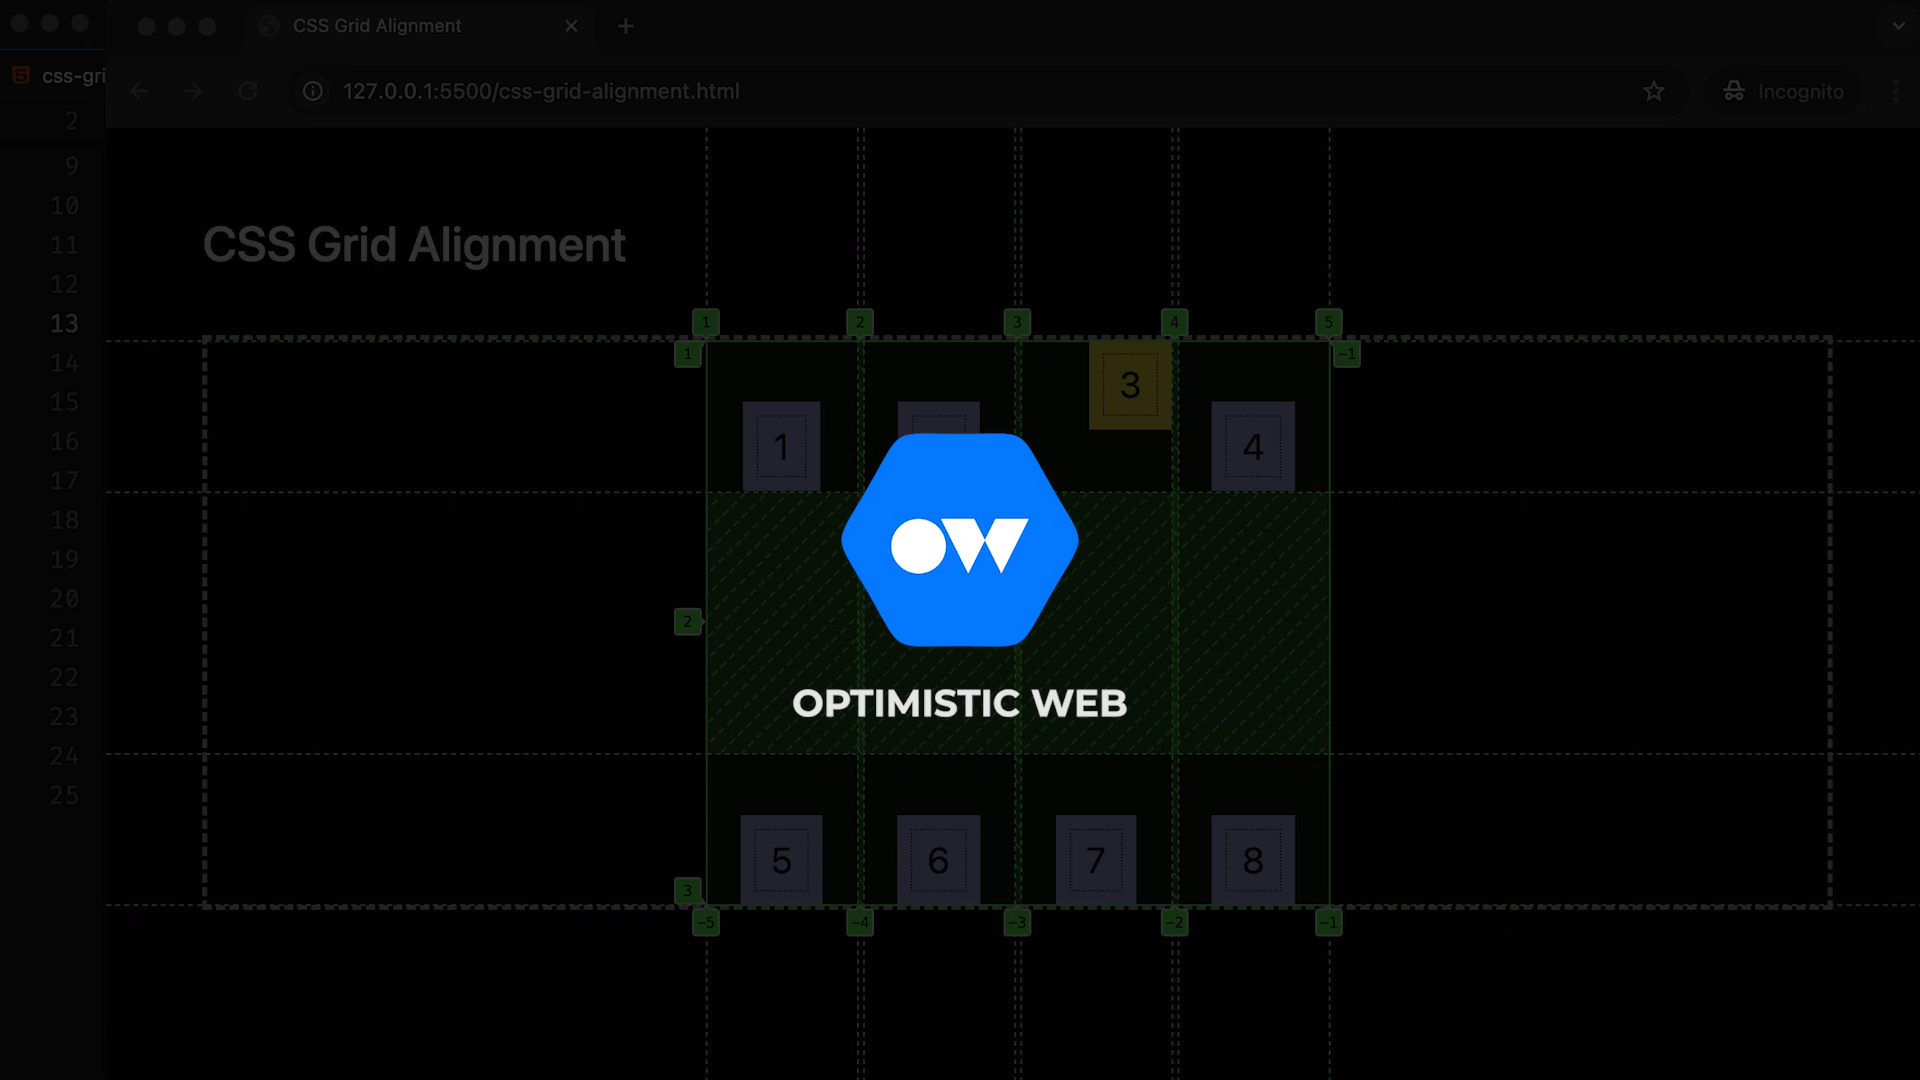 CSS Grid Alignment
css-gri
127.0.0.1:5500/css-grid-alignment.html
Incognito
2
9
10
11
12
13
14
15
16
17
18
19
20
21
22
23
24
25
CSS Grid Alignment
1 2 3 4 5
1 -1
3
1 4
OW
2
OPTIMISTIC WEB
5 6 7 8
3
-5 -4 -3 -2 -1